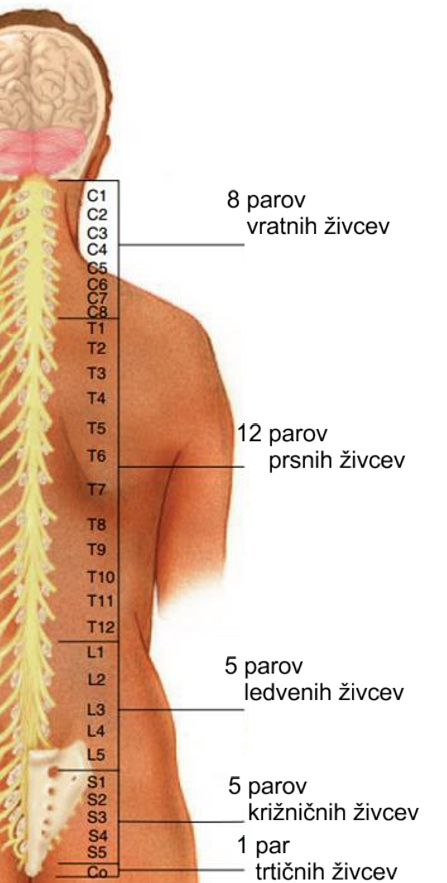 C1
C2
C3
C4
C5
C6
C7
C8
8 parov
vratnih živcev
T1
T2
T3
T4
T5
T6
T7
T8
T9
T10
T11
T12
12 parov
prsnih živcev
L1
L2
L3
L4
L5
5 parov
ledvenih živcev
S1
S2
S3
S4
S5
5 parov
križničnih živcev
Co
1 par
trtičnih živcev